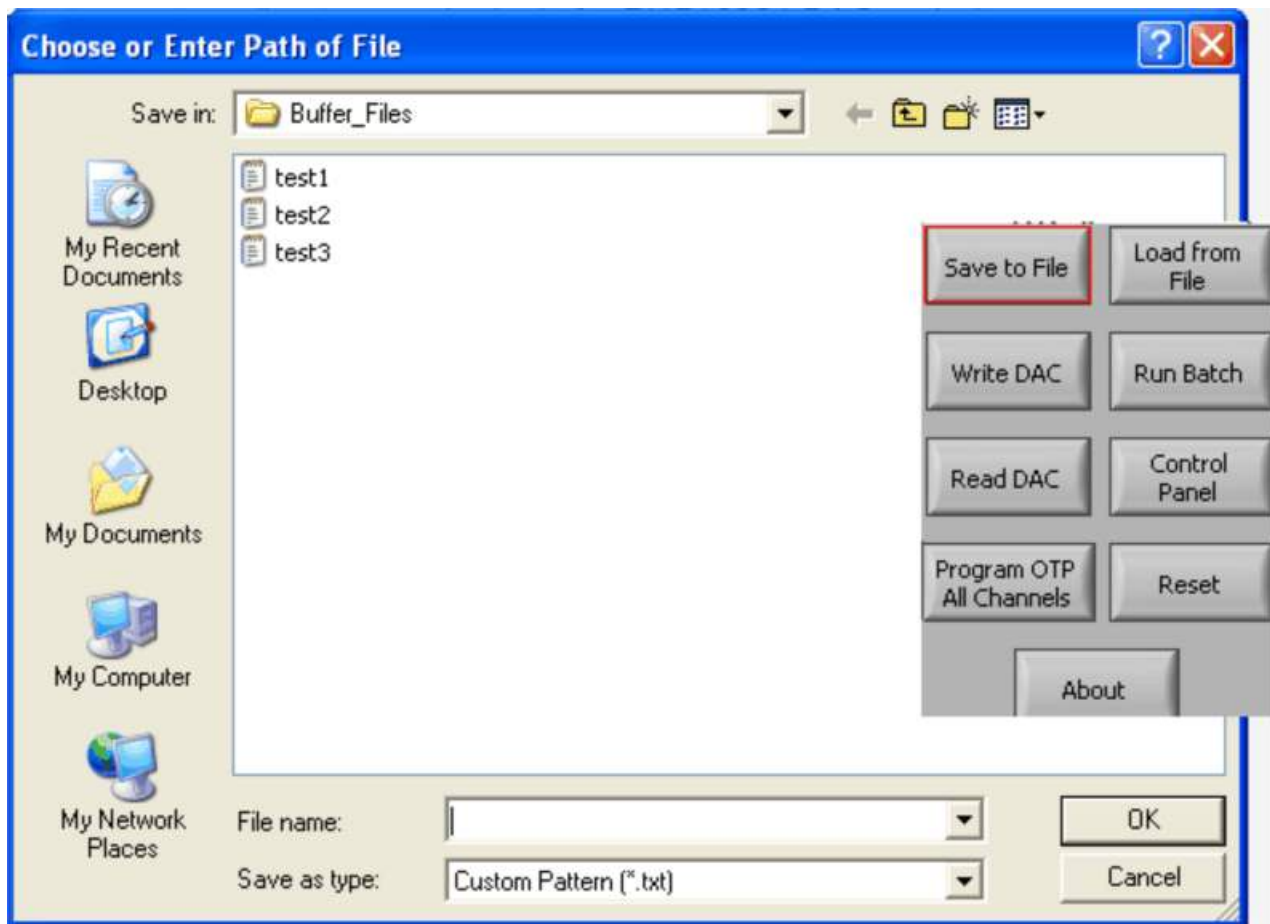 Choose or Enter Path of File
Save in:
Buffer_Files
test1
test2
test3
My Recent
Documents
Desktop
My Documents
My Computer
My Network
Places
Save to File
Load from
File
Write DAC
Run Batch
Read DAC
Control
Panel
Program OTP
All Channels
Reset
About
File name:
OK
Save as type:
Custom Pattern (*.txt)
Cancel